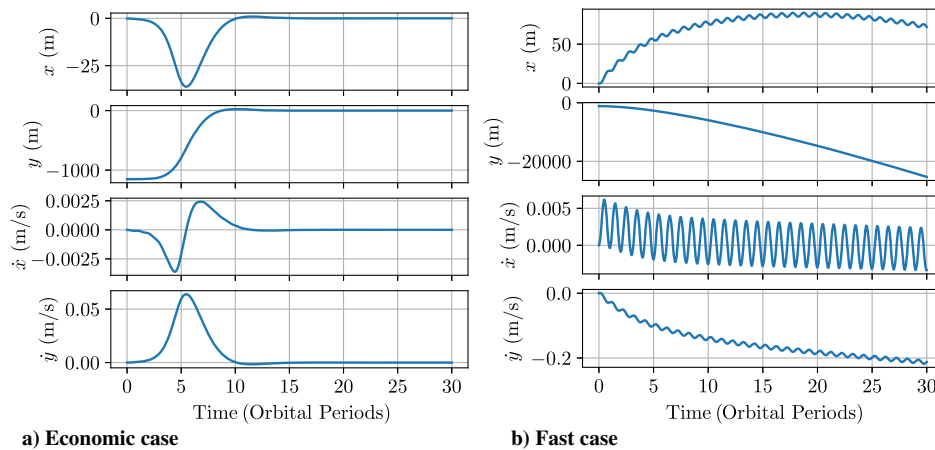 0
−25
x (m)
0
−1000
y (m)
0.0025
0.0000
−0.0025
ẋ (m/s)
0.05
0.00
ẏ (m/s)
0 5 10 15 20 25 30
Time (Orbital Periods)
a) Economic case
50
0
x (m)
0
−20000
y (m)
0.005
0.000
ẋ (m/s)
0.0
−0.2
ẏ (m/s)
0 5 10 15 20 25 30
Time (Orbital Periods)
b) Fast case